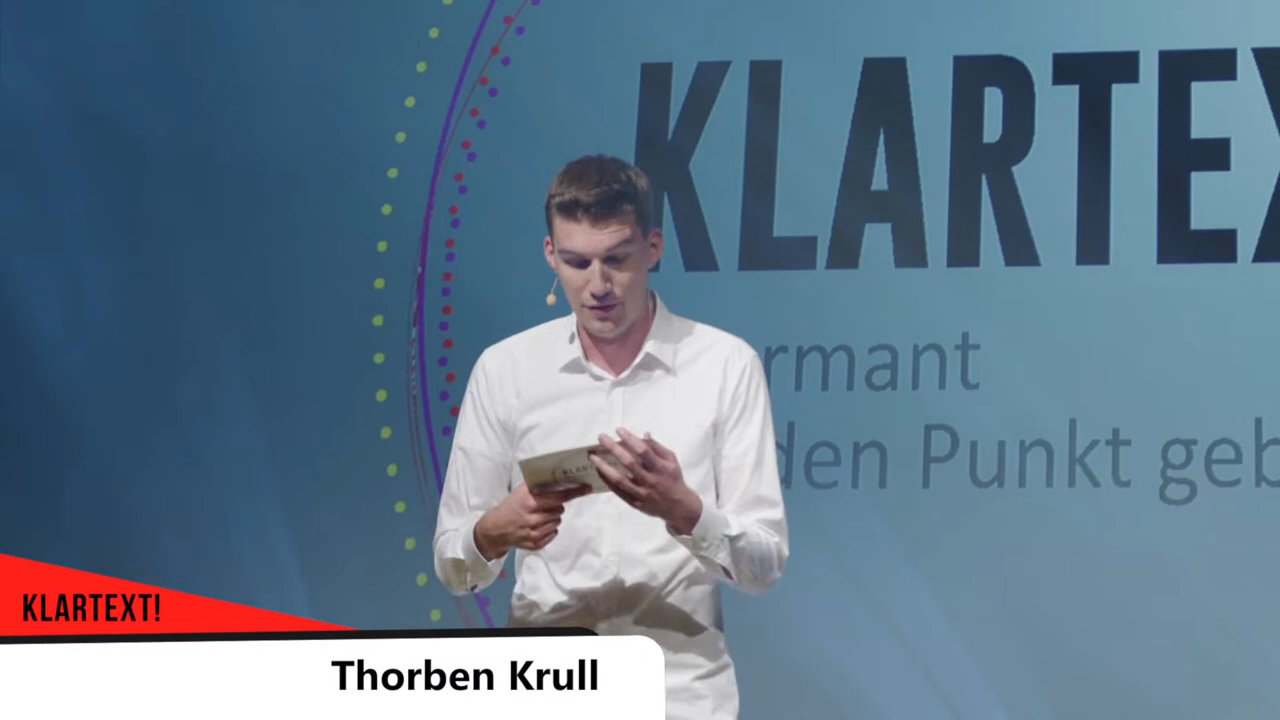 KLARTEX
rmant
den Punkt geb
KLARTEXT!
Thorben Krull